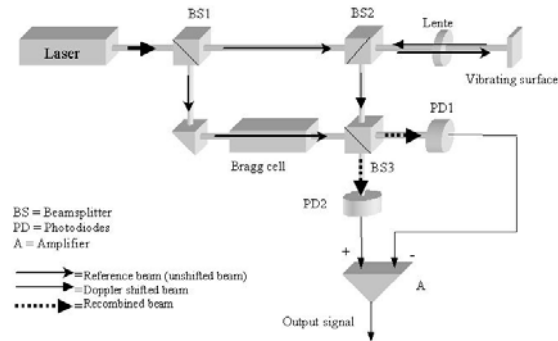 BS1
BS2
Lente
Laser
Vibrating surface
PD1
Bragg cell
BS3
PD2
BS = Beamsplitter
PD = Photodiodes
A = Amplifier
+
-
A
=Reference beam (unshifted beam)
=Doppler shifted beam
=Recombined beam
Output signal